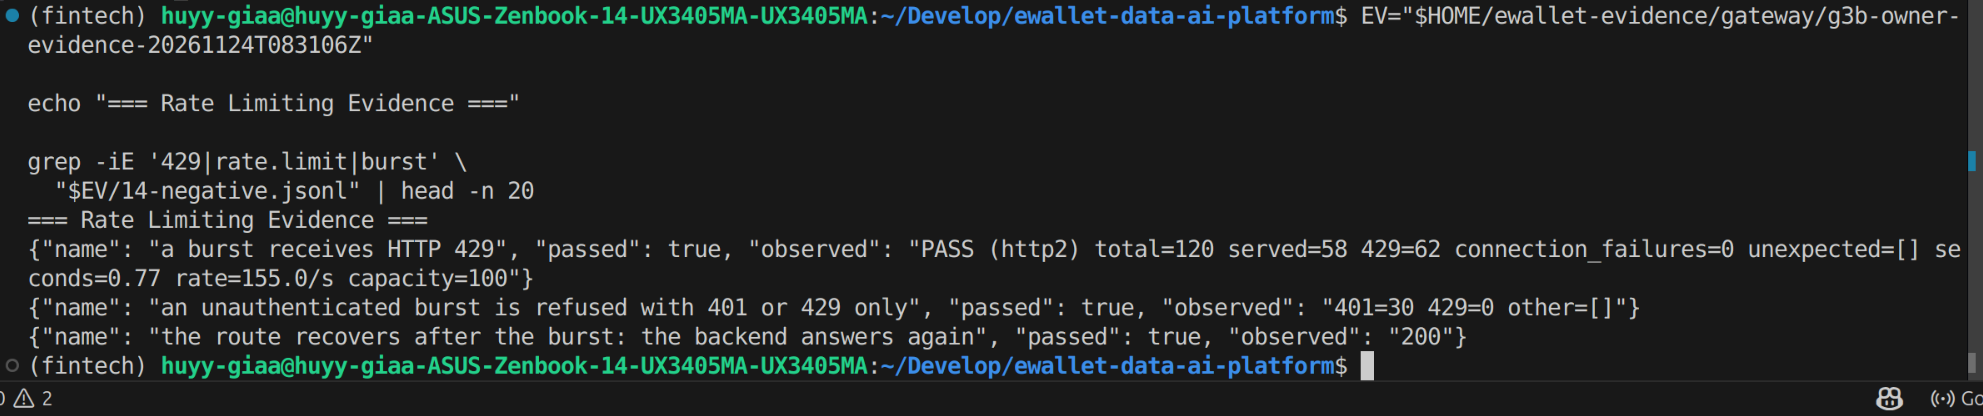 (fintech) huyy-giaa@huyy-giaa-ASUS-Zenbook-14-UX3405MA-UX3405MA:~/Develop/ewallet-data-ai-platform$ EV="$HOME/ewallet-evidence/gateway/g3b-owner-
evidence-20261124T083106Z"
echo "=== Rate Limiting Evidence ==="
grep -iE '429|rate.limit|burst' \
"$EV/14-negative.jsonl" | head -n 20
=== Rate Limiting Evidence ===
{"name": "a burst receives HTTP 429", "passed": true, "observed": "PASS (http2) total=120 served=58 429=62 connection_failures=0 unexpected=[] se
conds=0.77 rate=155.0/s capacity=100"}
{"name": "an unauthenticated burst is refused with 401 or 429 only", "passed": true, "observed": "401=30 429=0 other=[]"}
{"name": "the route recovers after the burst: the backend answers again", "passed": true, "observed": "200"}
(fintech) huyy-giaa@huyy-giaa-ASUS-Zenbook-14-UX3405MA-UX3405MA:~/Develop/ewallet-data-ai-platform$
0 2 Go